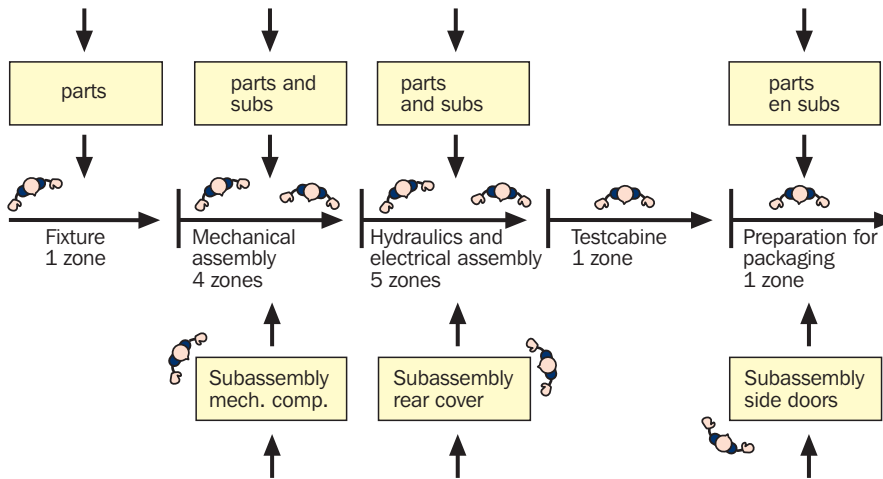 parts
parts and
subs
parts
and subs
parts
en subs
Fixture
1 zone
Mechanical
assembly
4 zones
Hydraulics and
electrical assembly
5 zones
Testcabine
1 zone
Preparation for
packaging
1 zone
Subassembly
mech. comp.
Subassembly
rear cover
Subassembly
side doors